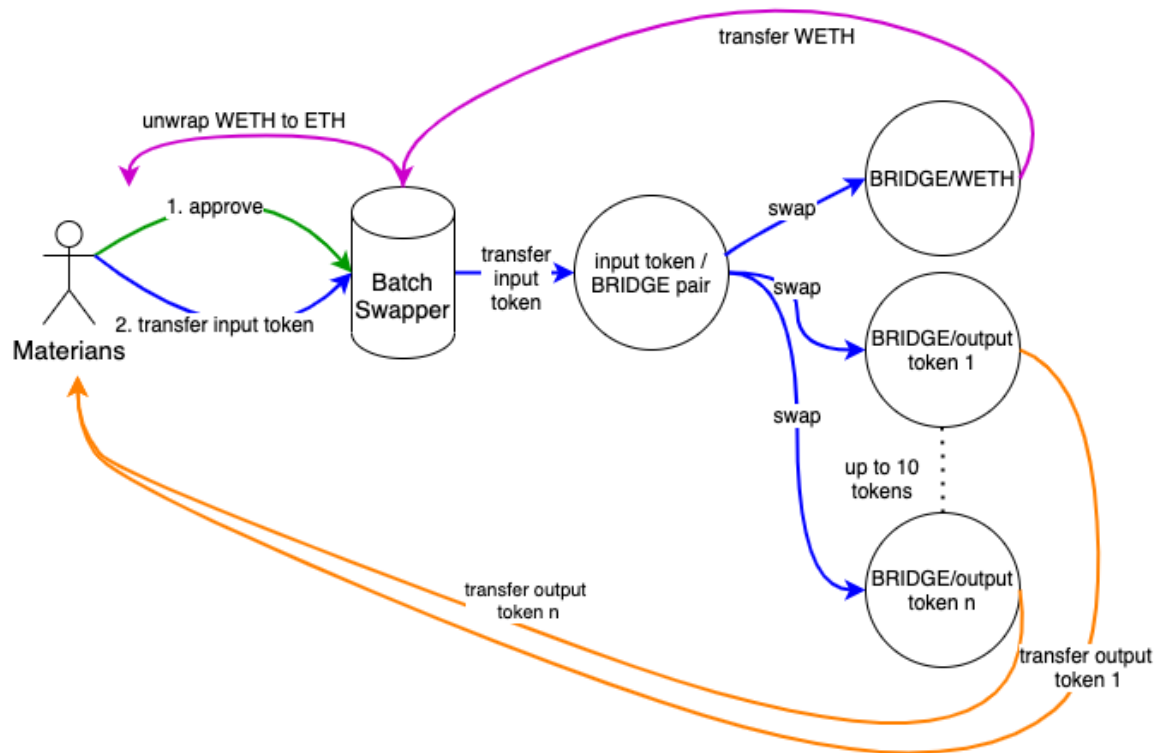 transfer WETH
unwrap WETH to ETH
BRIDGE/WETH
1. approve
swap
Batch
Swapper
transfer
input
token
input token /
BRIDGE pair
swap
2. transfer input token
Materians
BRIDGE/output
token 1
swap
up to 10
tokens
BRIDGE/output
token n
transfer output
token n
transfer output
token 1